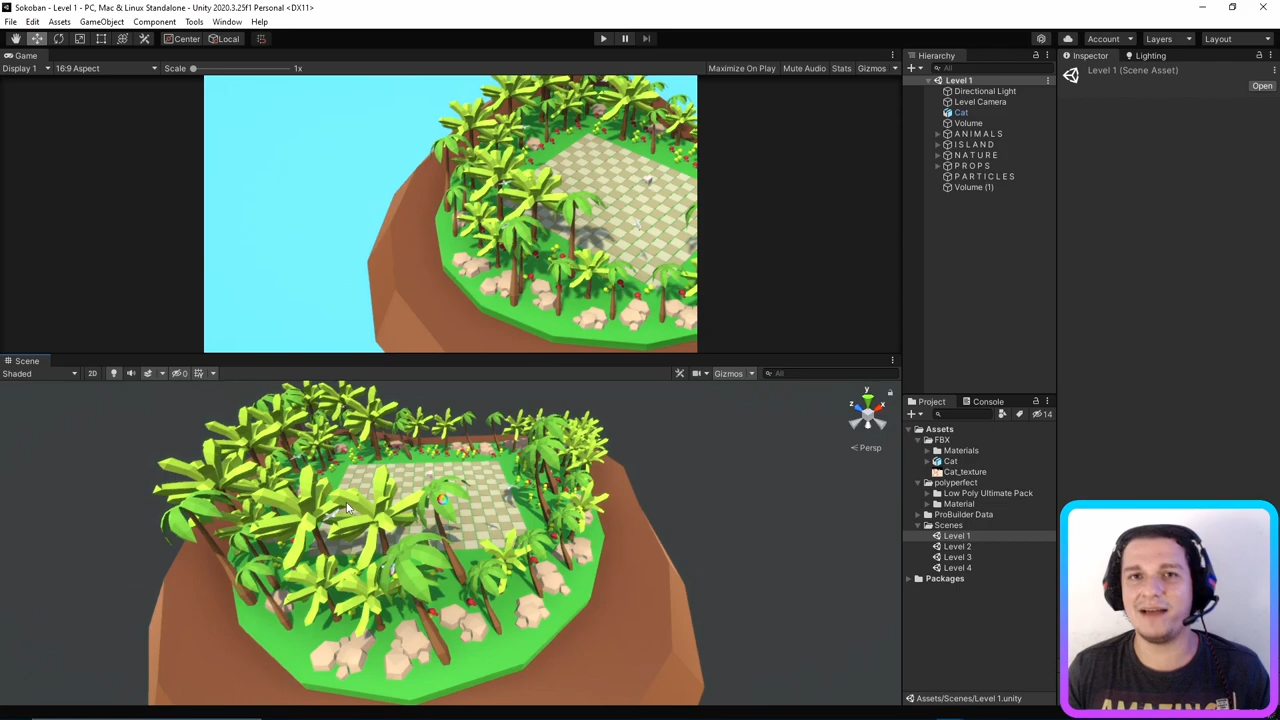 Sokoban - Level 1 - PC, Mac & Linux Standalone - Unity 2020.3.25f1 Personal <DX11>
File Edit Assets GameObject Component Tools Window Help
Center Local Account Layers Layout
Game
Display 1 16:9 Aspect Scale 1x Maximize On Play Mute Audio Stats Gizmos
Scene
Shaded 2D 0 Gizmos All
y
z x
Persp
Hierarchy
All
Level 1
Directional Light
Level Camera
Cat
Volume
A N I M A L S
I S L A N D
N A T U R E
P R O P S
P A R T I C L E S
Volume (1)
Project Console
14
Assets
FBX
Materials
Cat
Cat_texture
polyperfect
Low Poly Ultimate Pack
Material
ProBuilder Data
Scenes
Level 1
Level 2
Level 3
Level 4
Packages
Assets/Scenes/Level 1.unity
Inspector Lighting
Level 1 (Scene Asset)
Open
AMAZING